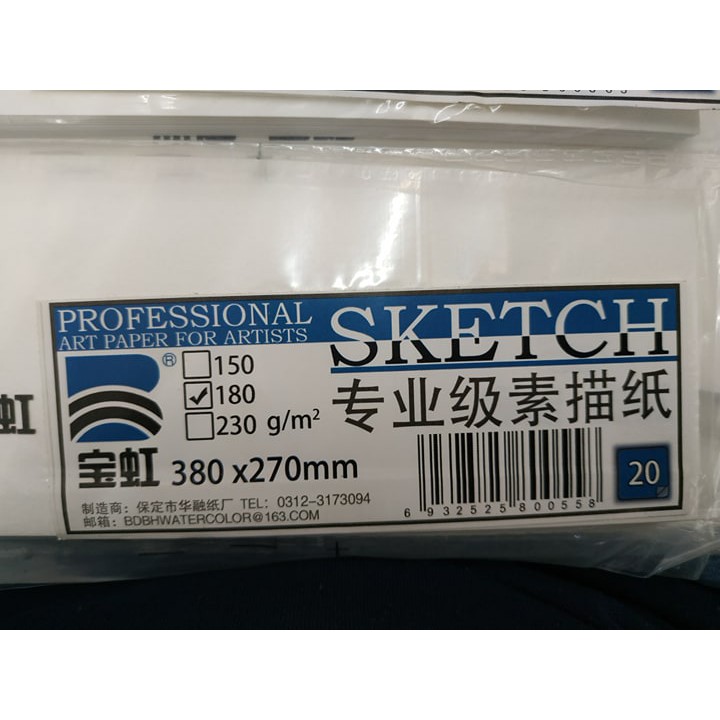 PROFESSIONAL
ART PAPER FOR ARTISTS
SKETCH
®
150
180
230 g/m²
专业级素描纸
宝虹 380 x270mm
20
制造商：保定市华融纸厂 TEL：0312-3173094
邮箱：BDBHWATERCOLOR@163.COM
6 932525 800558
虹